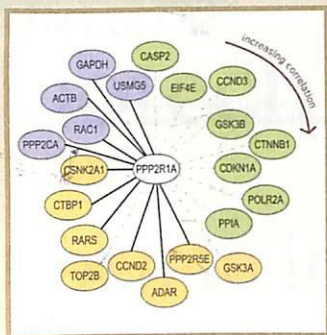 increasing correlation
GAPDH
CASP2
USMG5
EIF4E
CCND3
ACTB
RAC1
GSK3B
PPP2CA
CTNNB1
CSNK2A1
PPP2R1A
CDKN1A
CTBP1
POLR2A
RARS
PPIA
TOP2B
CCND2
PPP2R5E
GSK3A
ADAR